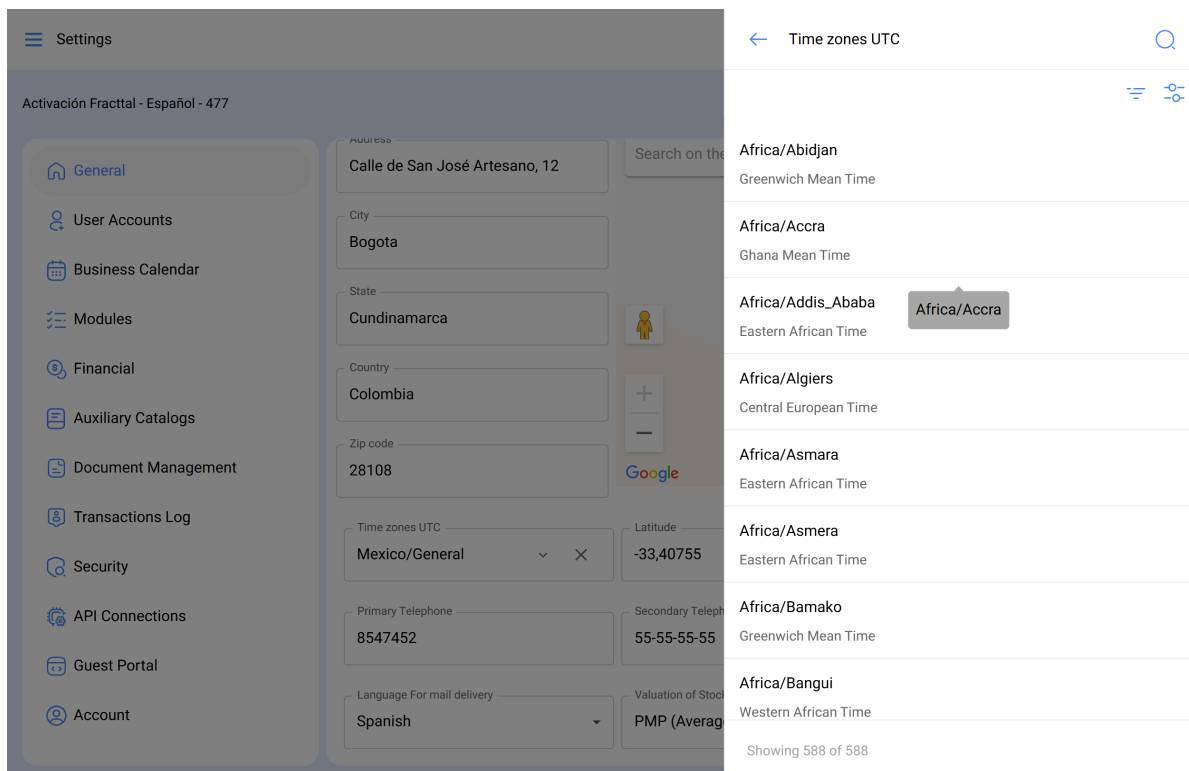 Settings
Activación Fracttal - Español - 477
General
User Accounts
Business Calendar
Modules
Financial
Auxiliary Catalogs
Document Management
Transactions Log
Security
API Connections
Guest Portal
Account
Address
Calle de San José Artesano, 12
Search on the
City
Bogota
State
Cundinamarca
Country
Colombia
Zip code
28108
Google
Time zones UTC
Mexico/General
Latitude
-33,40755
Primary Telephone
8547452
Secondary Teleph
55-55-55-55
Language For mail delivery
Spanish
Valuation of Stock
PMP (Averag
Time zones UTC
Africa/Abidjan
Greenwich Mean Time
Africa/Accra
Ghana Mean Time
Africa/Addis_Ababa
Eastern African Time
Africa/Accra
Africa/Algiers
Central European Time
Africa/Asmara
Eastern African Time
Africa/Asmera
Eastern African Time
Africa/Bamako
Greenwich Mean Time
Africa/Bangui
Western African Time
Showing 588 of 588